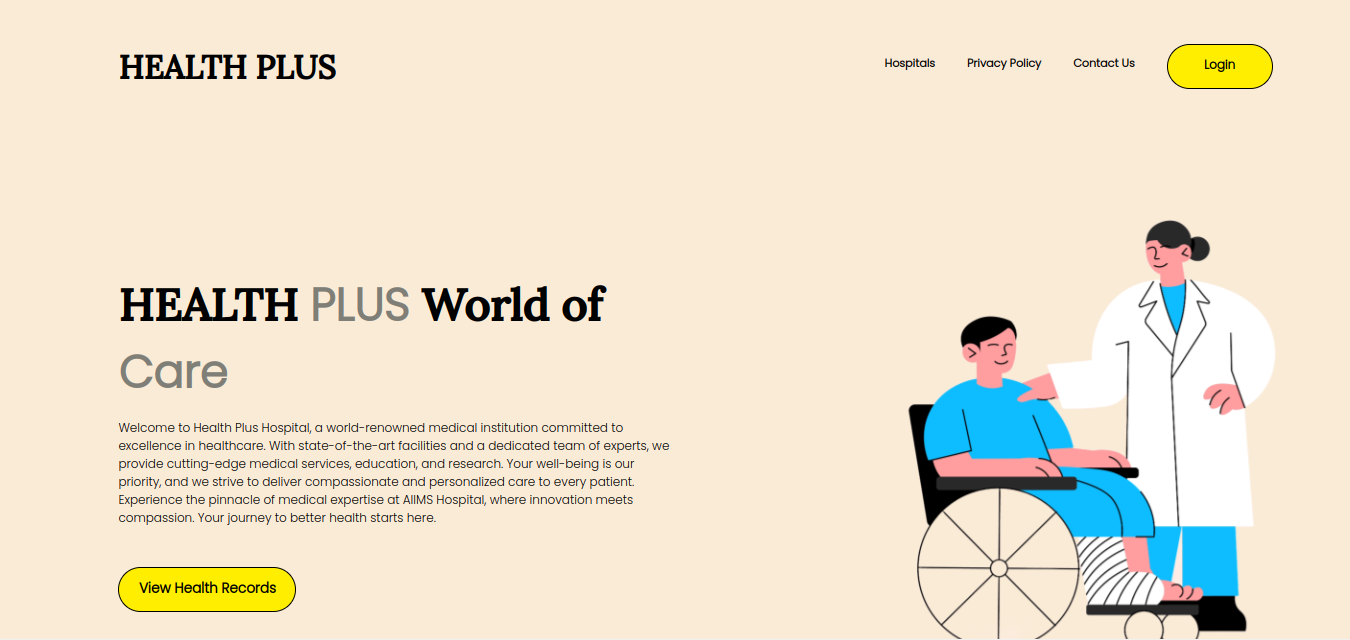 HEALTH PLUS
Hospitals
Privacy Policy
Contact Us
Login
HEALTH PLUS World of
Care
Welcome to Health Plus Hospital, a world-renowned medical institution committed to
excellence in healthcare. With state-of-the-art facilities and a dedicated team of experts, we
provide cutting-edge medical services, education, and research. Your well-being is our
priority, and we strive to deliver compassionate and personalized care to every patient.
Experience the pinnacle of medical expertise at AIIMS Hospital, where innovation meets
compassion. Your journey to better health starts here.
View Health Records